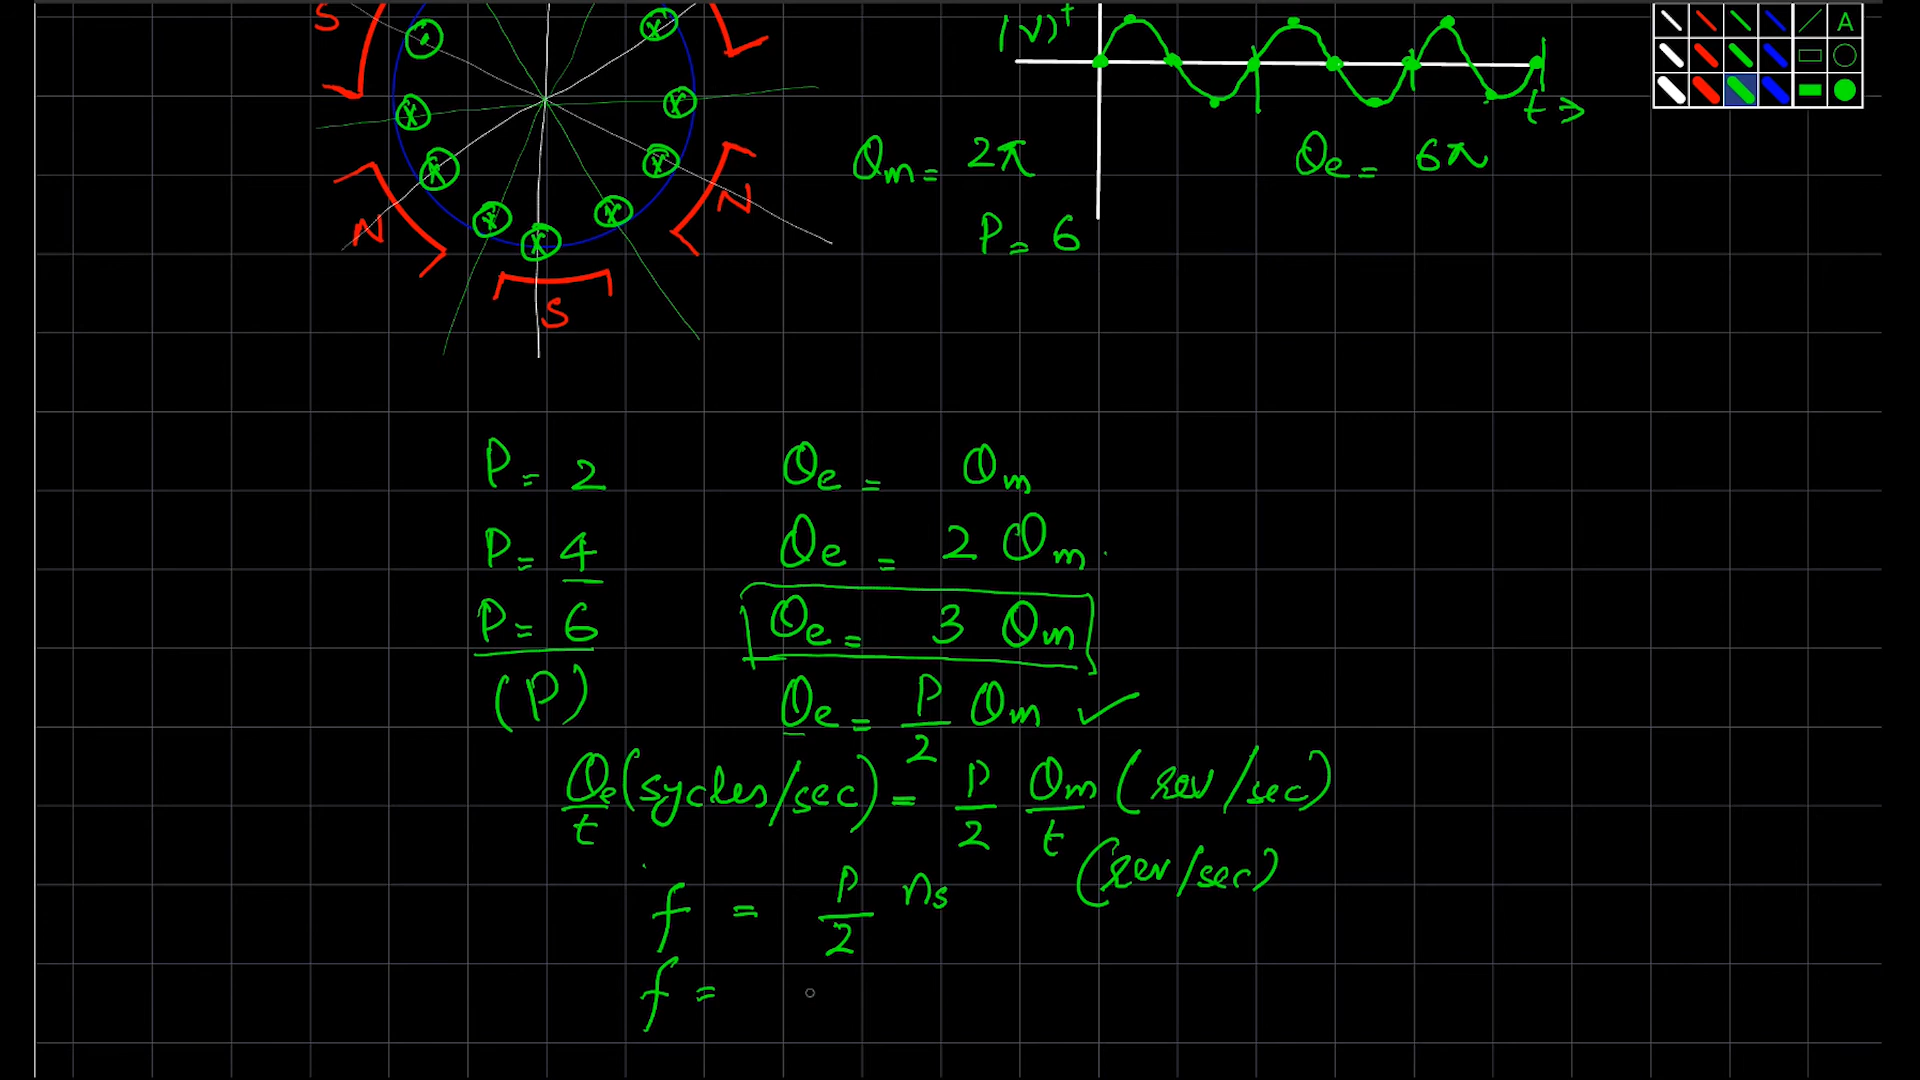 S
|V|↑
t ⇒
θm = 2π
θe = 6π
P = 6
N
N
S
P = 2 θe = θm
P = 4 θe = 2 θm.
P = 6 θe = 3 θm
(P) θe = P/2 θm ✓
θe/t (sycles/sec) = P/2 θm/t (rev/sec)
(rev/sec)
f = P/2 ns
f =
A